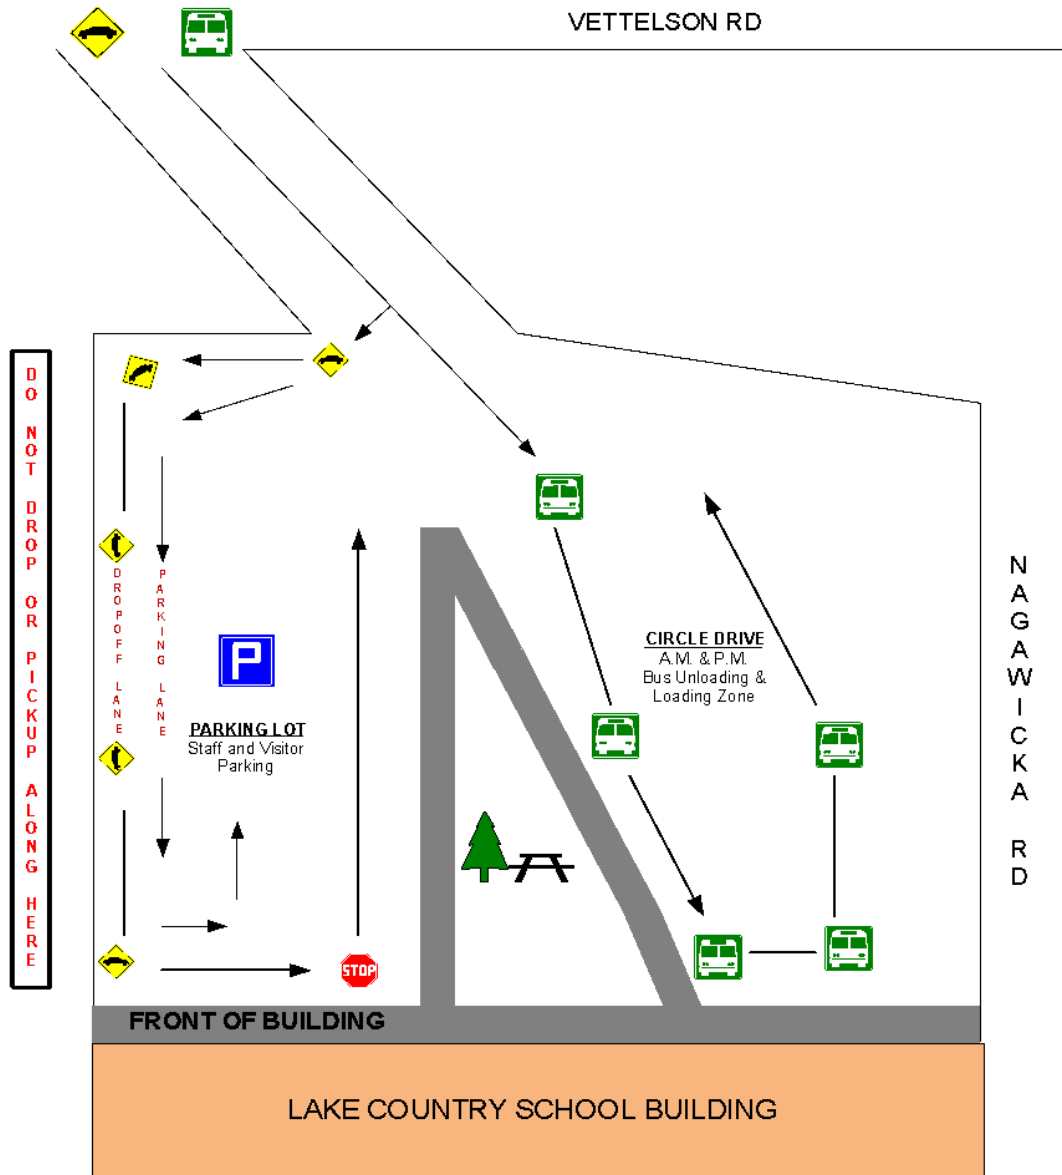 VETTELSON RD
DO NOT DROP OR PICKUP ALONG HERE
DROPOFF LANE
PARKING LANE
P
PARKING LOT
Staff and Visitor
Parking
CIRCLE DRIVE
A.M. & P.M.
Bus Unloading &
Loading Zone
NAGAWICKA RD
STOP
FRONT OF BUILDING
LAKE COUNTRY SCHOOL BUILDING